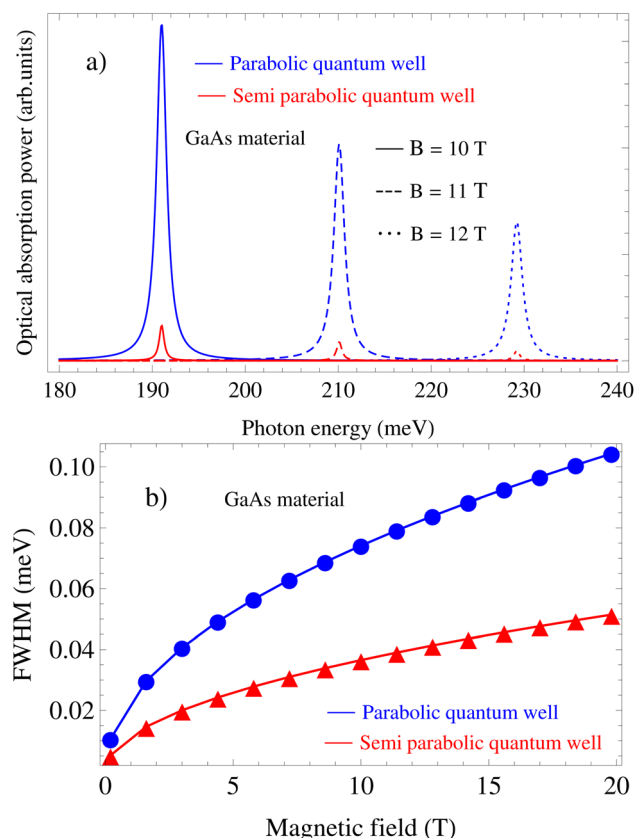 a)
Parabolic quantum well
Semi parabolic quantum well
GaAs material
B = 10 T
B = 11 T
B = 12 T
Optical absorption power (arb.units)
180 190 200 210 220 230 240
Photon energy (meV)
b)
GaAs material
0.10
0.08
0.06
0.04
0.02
FWHM (meV)
Parabolic quantum well
Semi parabolic quantum well
0 5 10 15 20
Magnetic field (T)